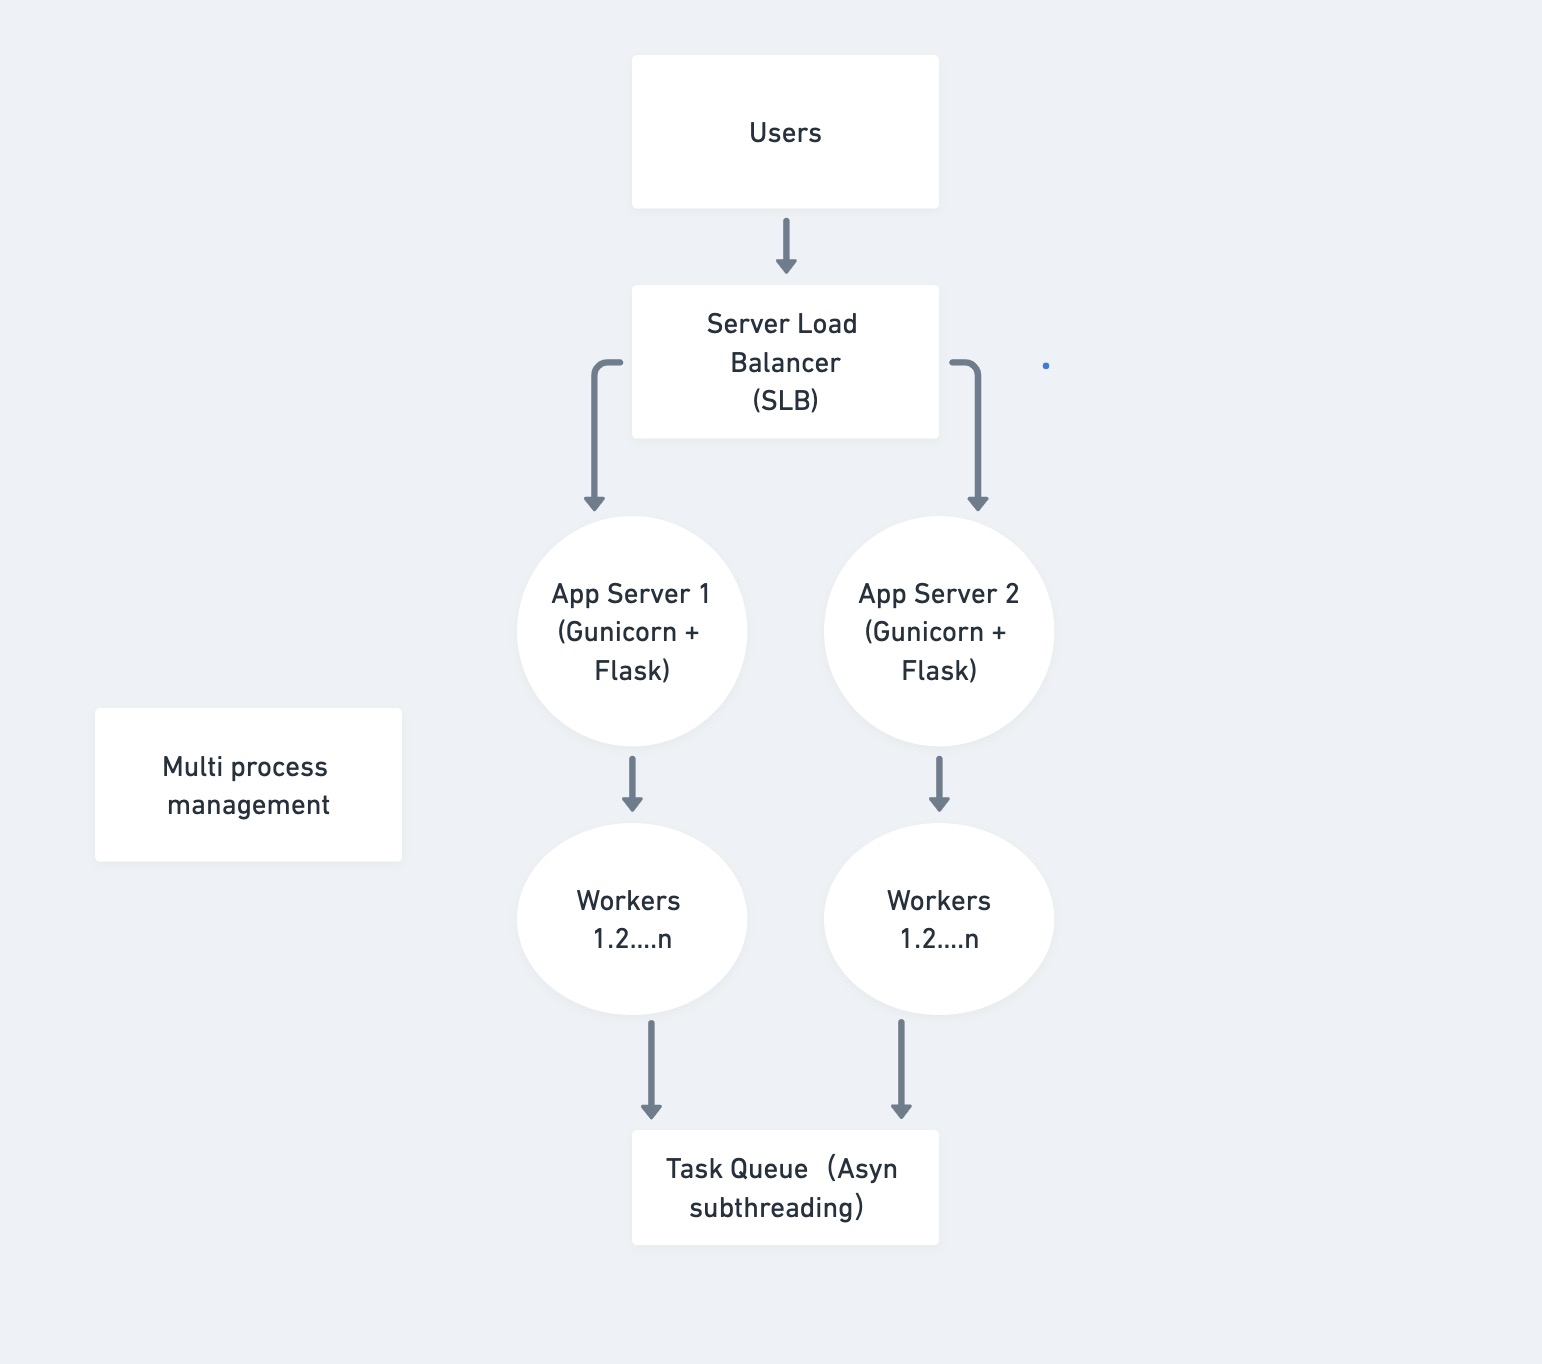 Users
Server Load
Balancer
(SLB)
App Server 1
(Gunicorn +
Flask)
App Server 2
(Gunicorn +
Flask)
Multi process
management
Workers
1.2....n
Workers
1.2....n
Task Queue（Asyn
subthreading）